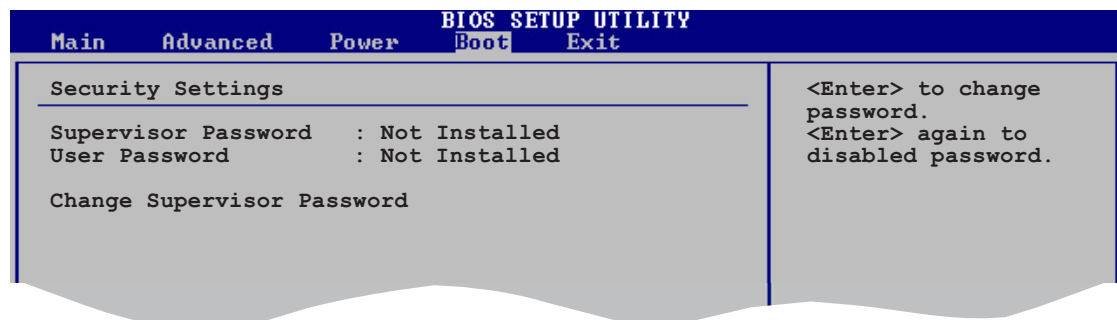 BIOS SETUP UTILITY
Main Advanced Power Boot Exit
Security Settings
Supervisor Password : Not Installed
User Password : Not Installed
Change Supervisor Password
<Enter> to change
password.
<Enter> again to
disabled password.